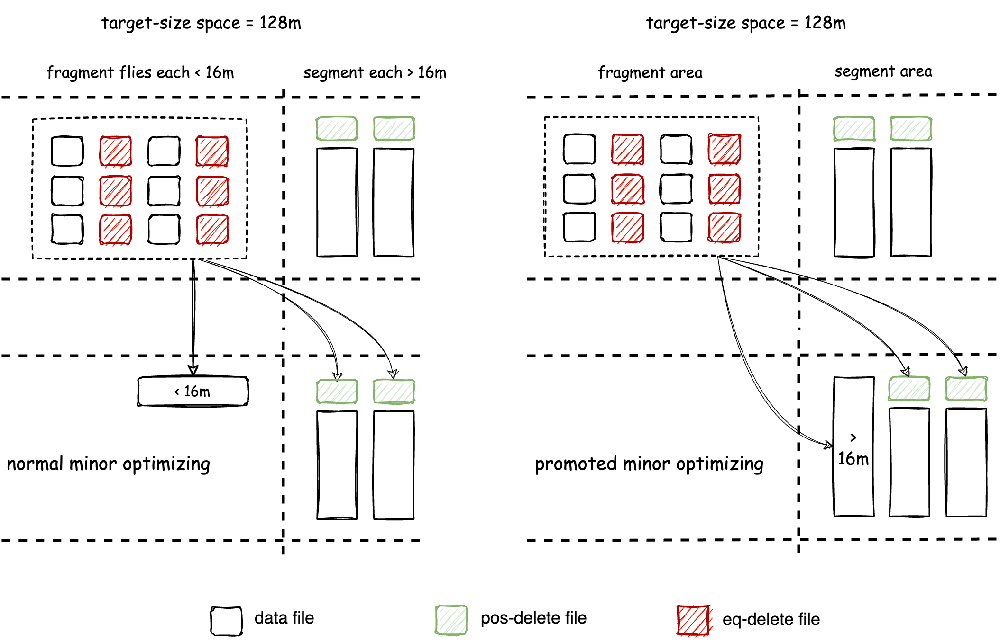 target-size space = 128m
fragment flies each < 16m
segment each > 16m
< 16m
normal minor optimizing
target-size space = 128m
fragment area
segment area
>
16m
promoted minor optimizing
data file
pos-delete file
eq-delete file